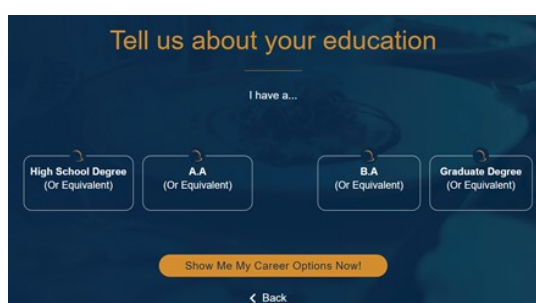 Tell us about your education
I have a...
High School Degree
(Or Equivalent)
A.A
(Or Equivalent)
B.A
(Or Equivalent)
Graduate Degree
(Or Equivalent)
Show Me My Career Options Now!
Back